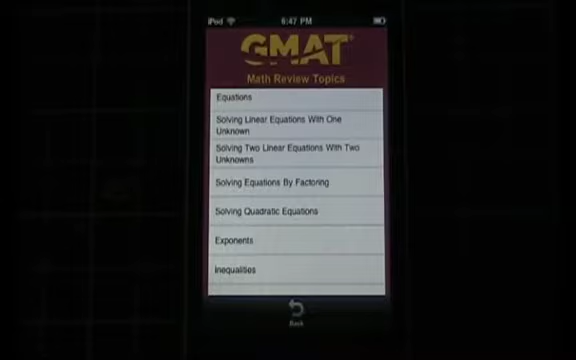 iPod 6:47 PM
GMAT®
Math Review Topics
Equations
Solving Linear Equations With One
Unknown
Solving Two Linear Equations With Two
Unknowns
Solving Equations By Factoring
Solving Quadratic Equations
Exponents
Inequalities
Back